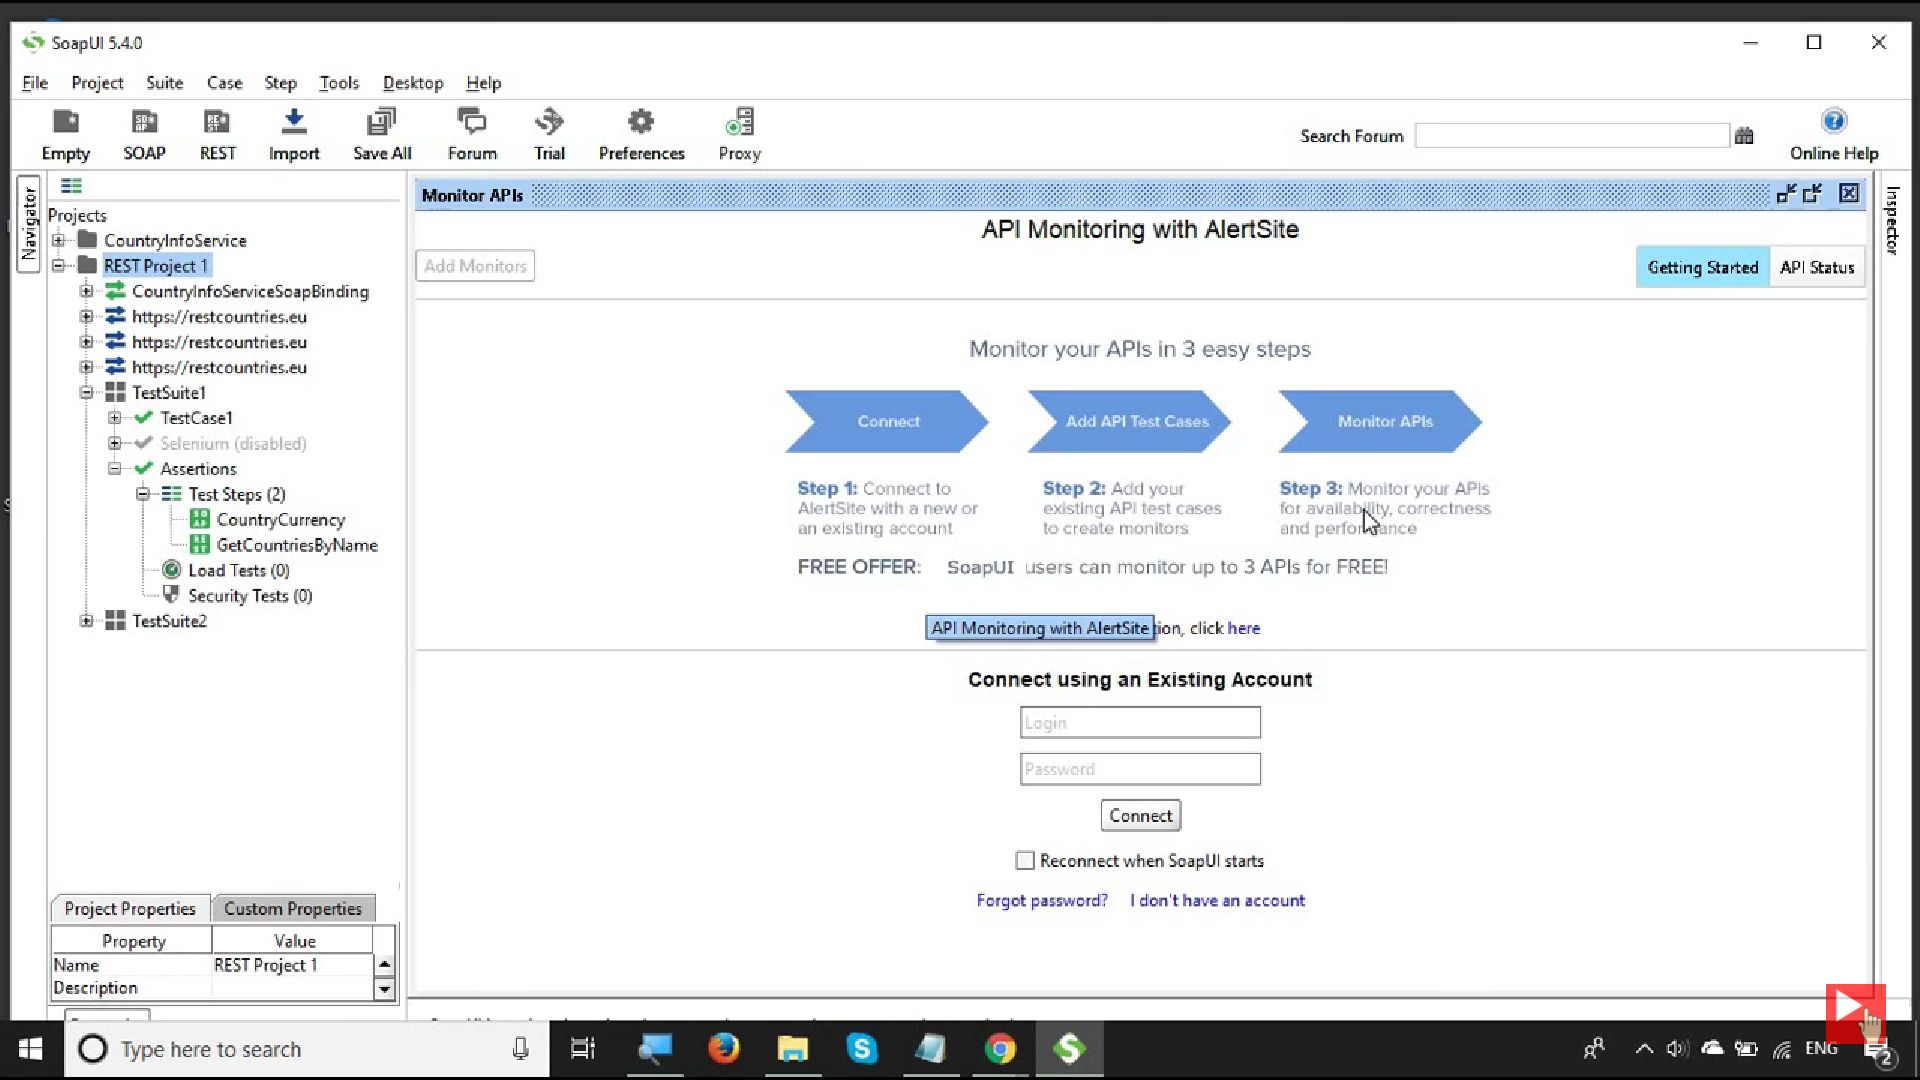 SoapUI 5.4.0
File Project Suite Case Step Tools Desktop Help
Empty SOAP REST Import Save All Forum Trial Preferences Proxy
Search Forum
Online Help
Navigator
Projects
CountryInfoService
REST Project 1
CountryInfoServiceSoapBinding
https://restcountries.eu
https://restcountries.eu
https://restcountries.eu
TestSuite1
TestCase1
Selenium (disabled)
Assertions
Test Steps (2)
CountryCurrency
GetCountriesByName
Load Tests (0)
Security Tests (0)
TestSuite2
Project Properties Custom Properties
Property Value
Name REST Project 1
Description
Monitor APIs
API Monitoring with AlertSite
Add Monitors
Getting Started API Status
Monitor your APIs in 3 easy steps
Connect Add API Test Cases Monitor APIs
Step 1: Connect to
AlertSite with a new or
an existing account
Step 2: Add your
existing API test cases
to create monitors
Step 3: Monitor your APIs
for availability, correctness
and performance
FREE OFFER: SoapUI users can monitor up to 3 APIs for FREE!
API Monitoring with AlertSite tion, click here
Connect using an Existing Account
Login
Password
Connect
Reconnect when SoapUI starts
Forgot password? I don't have an account
Inspector
Type here to search
ENG
2